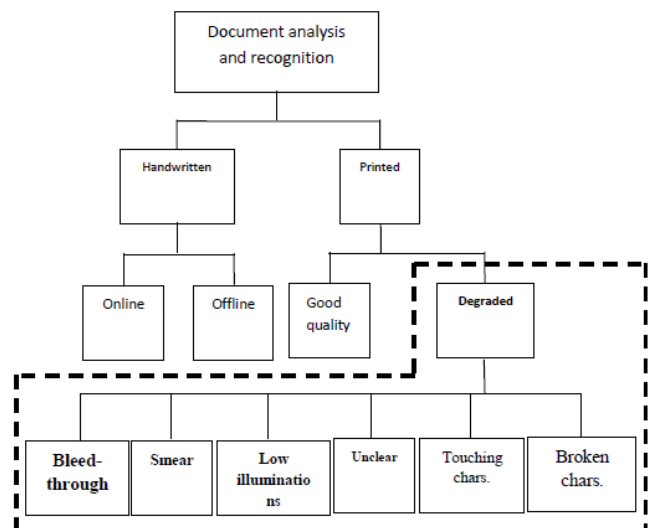 Document analysis
and recognition
Handwritten
Printed
Online
Offline
Good
quality
Degraded
Bleed-
through
Smear
Low
illuminatio
ns
Unclear
Touching
chars.
Broken
chars.